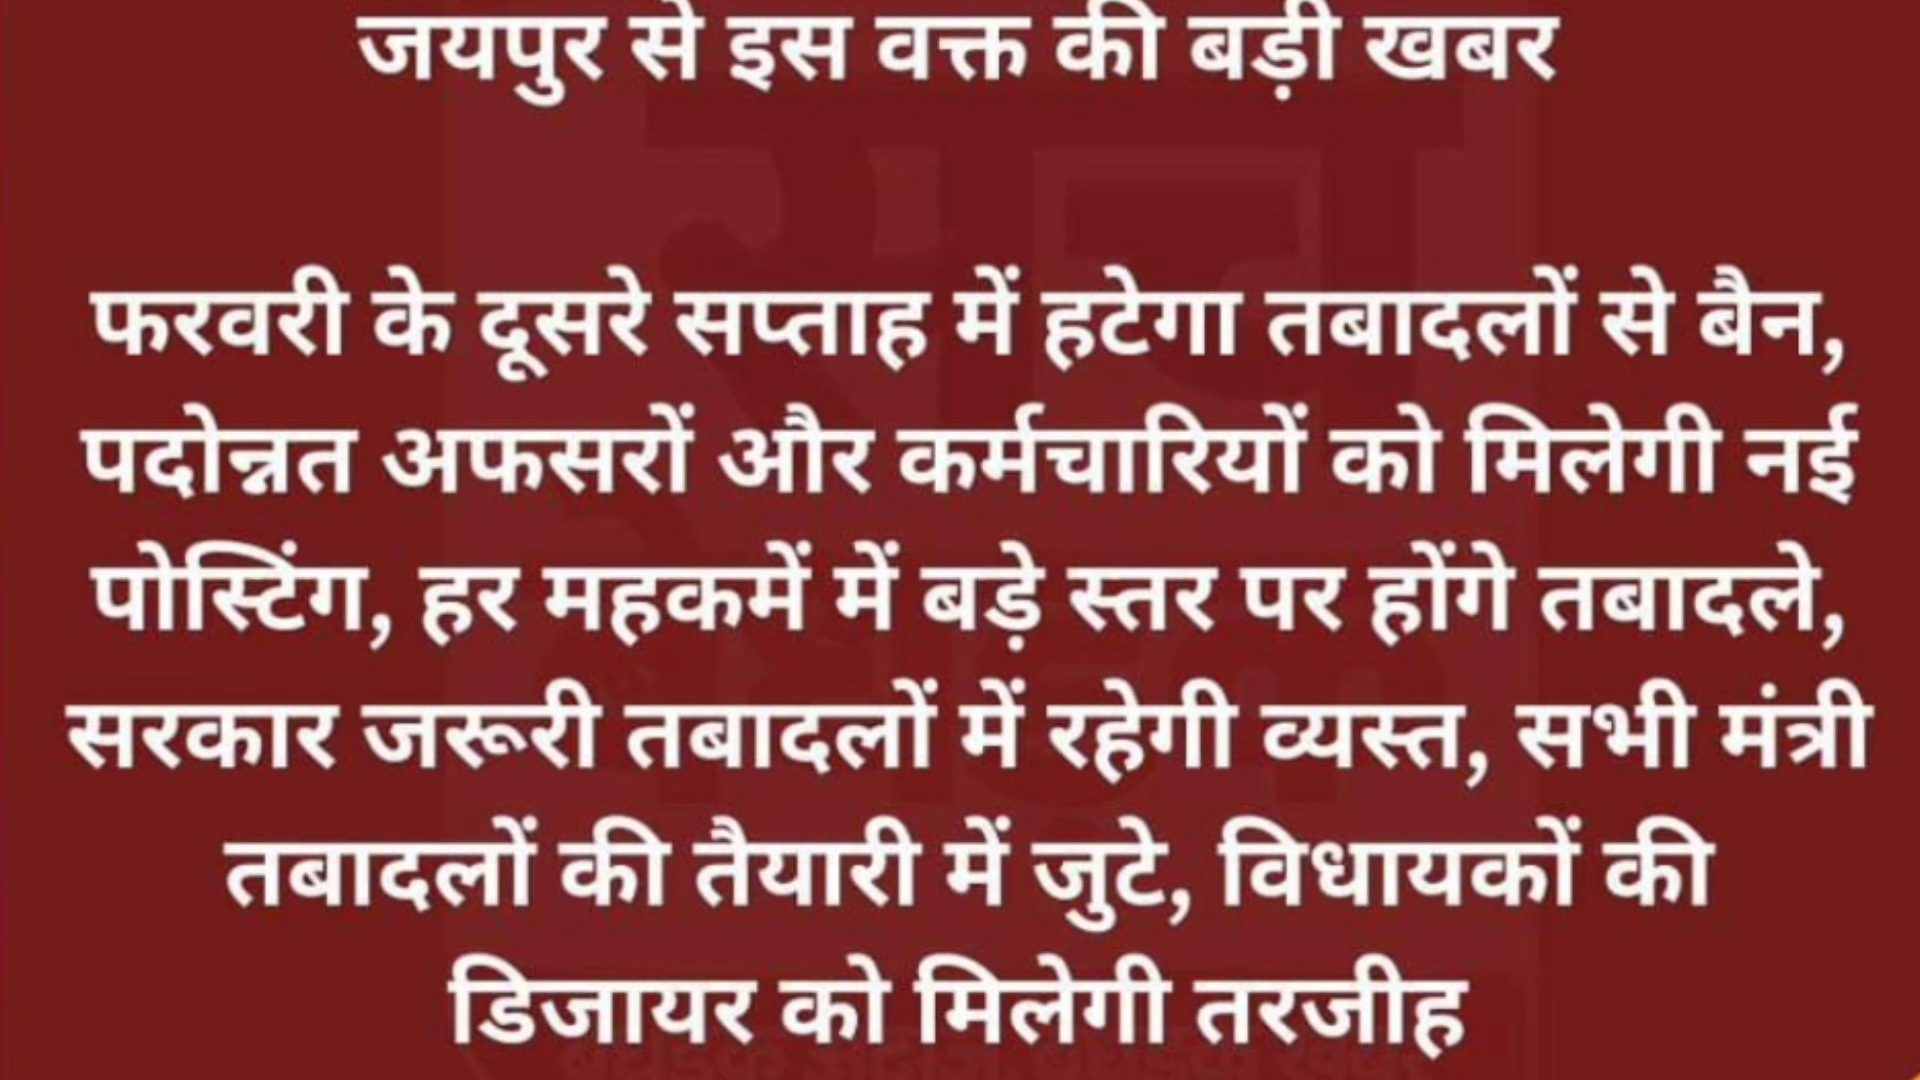 जयपुर से इस वक्त की बड़ी खबर
फरवरी के दूसरे सप्ताह में हटेगा तबादलों से बैन,
पदोन्नत अफसरों और कर्मचारियों को मिलेगी नई
पोस्टिंग, हर महकमें में बड़े स्तर पर होंगे तबादले,
सरकार जरूरी तबादलों में रहेगी व्यस्त, सभी मंत्री
तबादलों की तैयारी में जुटे, विधायकों की
डिजायर को मिलेगी तरजीह